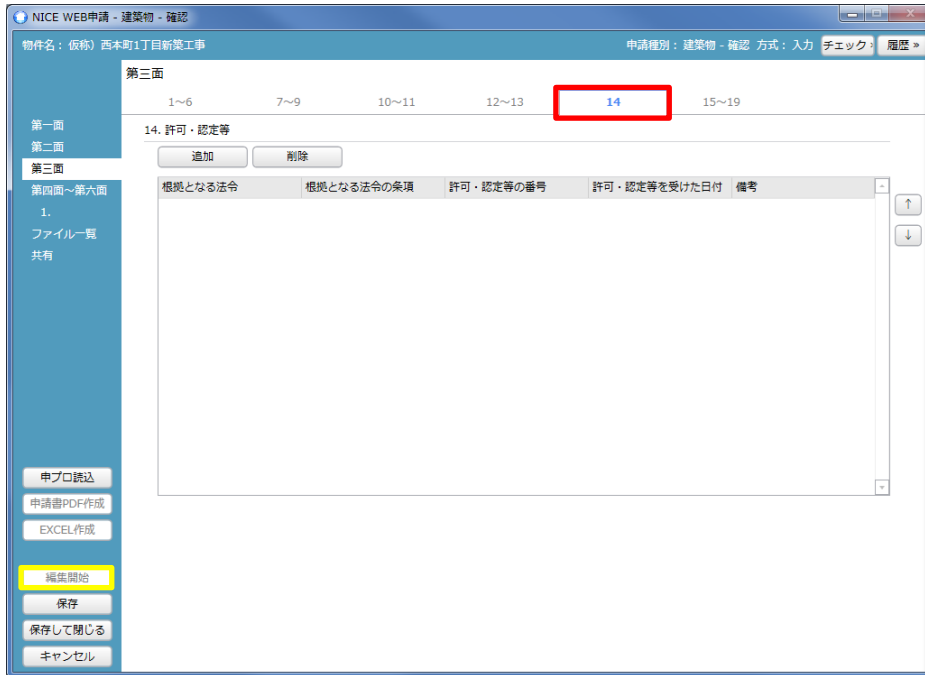 NICE WEB申請 - 建築物 - 確認
物件名： 仮称）西本町1丁目新築工事 申請種別： 建築物 - 確認 方式： 入力 チェック » 履歴 »
第三面
1～6 7～9 10～11 12～13 14 15～19
14. 許可・認定等
追加 削除
根拠となる法令 根拠となる法令の条項 許可・認定等の番号 許可・認定等を受けた日付 備考
↑
↓
第一面
第二面
第三面
第四面～第六面
1.
ファイル一覧
共有
申プロ読込
申請書PDF作成
EXCEL作成
編集開始
保存
保存して閉じる
キャンセル